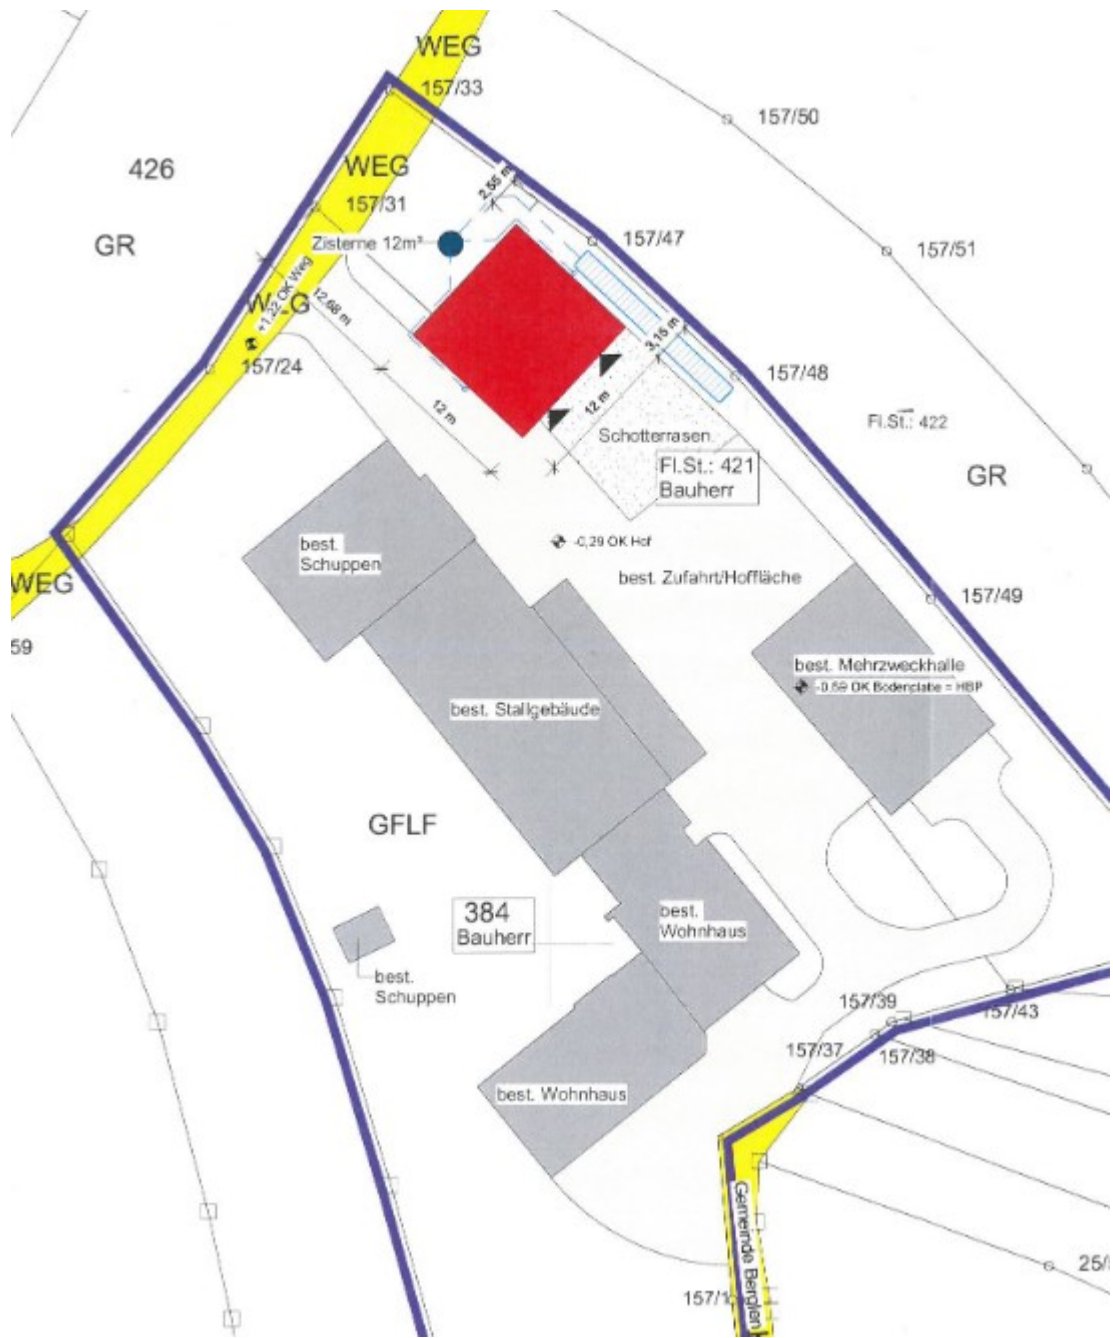 WEG
157/33
157/50
WEG
426
2,55 m
157/31
GR
Zisterne 12m³
157/47
157/51
+1,22 OK Weg
12,68 m
3,15 m
157/24
157/48
12 m
12 m
Fl.St.: 422
Schotterrasen
Fl.St.: 421
Bauherr
GR
best.
Schuppen
-0,29 OK Hof
best. Zufahrt/Hoffläche
WEG
157/49
59
best. Mehrzweckhalle
-0,59 OK Bodenplatte = HBP
best. Stallgebäude
GFLF
384
Bauherr
best.
Wohnhaus
best.
Schuppen
157/39
157/43
157/37
157/38
best. Wohnhaus
Gemeinde Berglen
25/
157/1